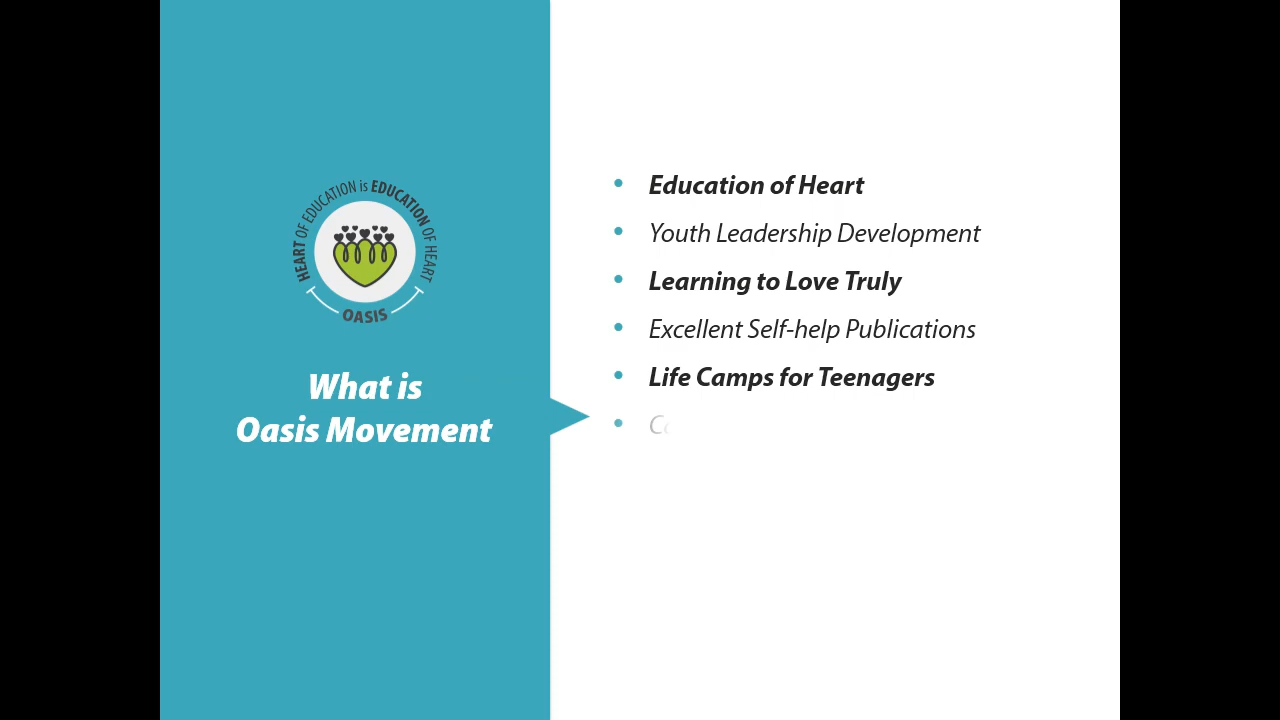 HEART OF EDUCATION is EDUCATION OF HEART
OASIS
What is
Oasis Movement
• Education of Heart
• Youth Leadership Development
• Learning to Love Truly
• Excellent Self-help Publications
• Life Camps for Teenagers
•